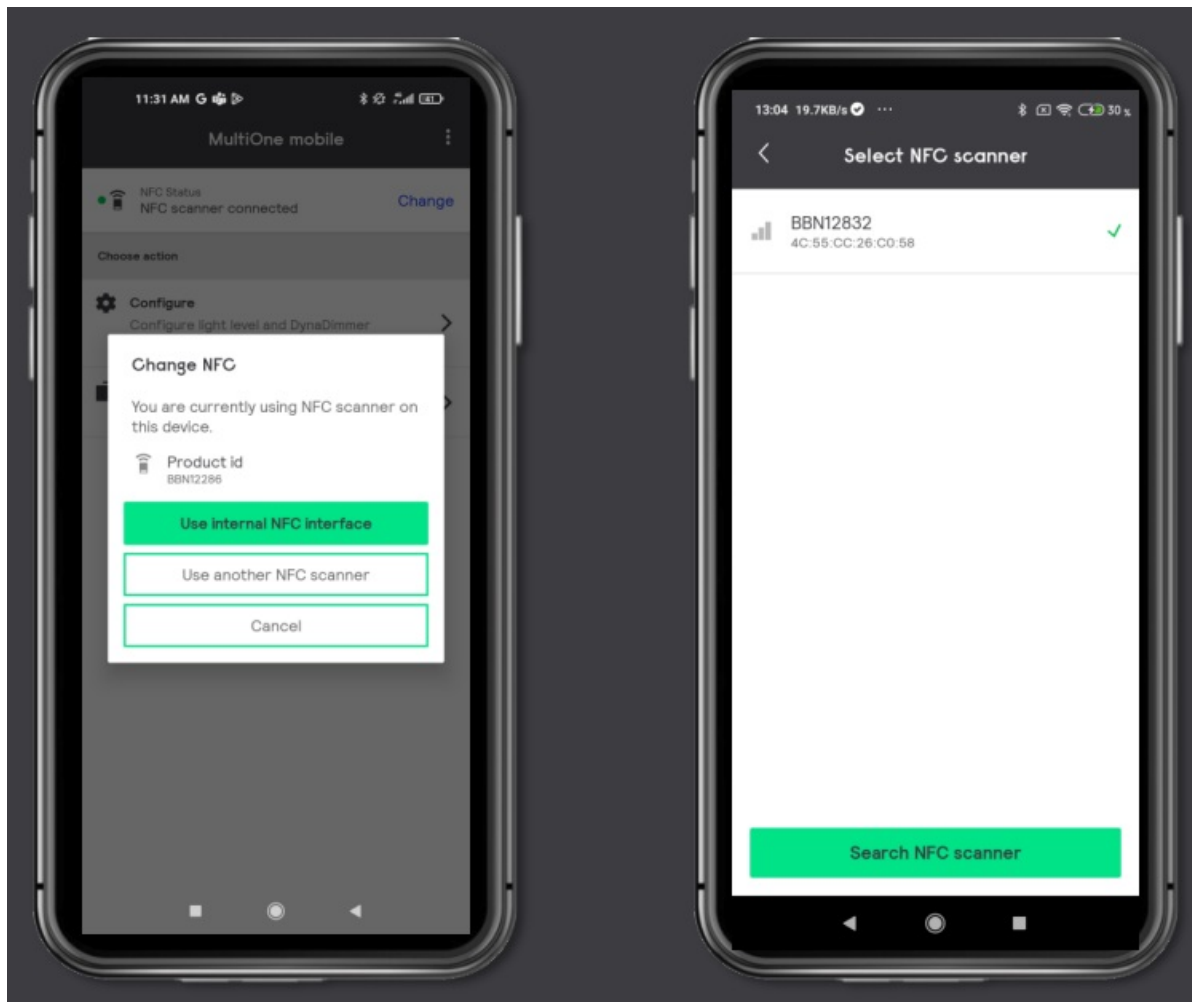 11:31 AM
MultiOne mobile
NFC Status
NFC scanner connected
Change
Choose action
Configure
Configure light level and DynaDimmer
Change NFC
You are currently using NFC scanner on
this device.
Product id
BBN12286
Use internal NFC interface
Use another NFC scanner
Cancel
13:04 19.7KB/s ... 30 %
Select NFC scanner
BBN12832
4C:55:CC:26:C0:58
Search NFC scanner